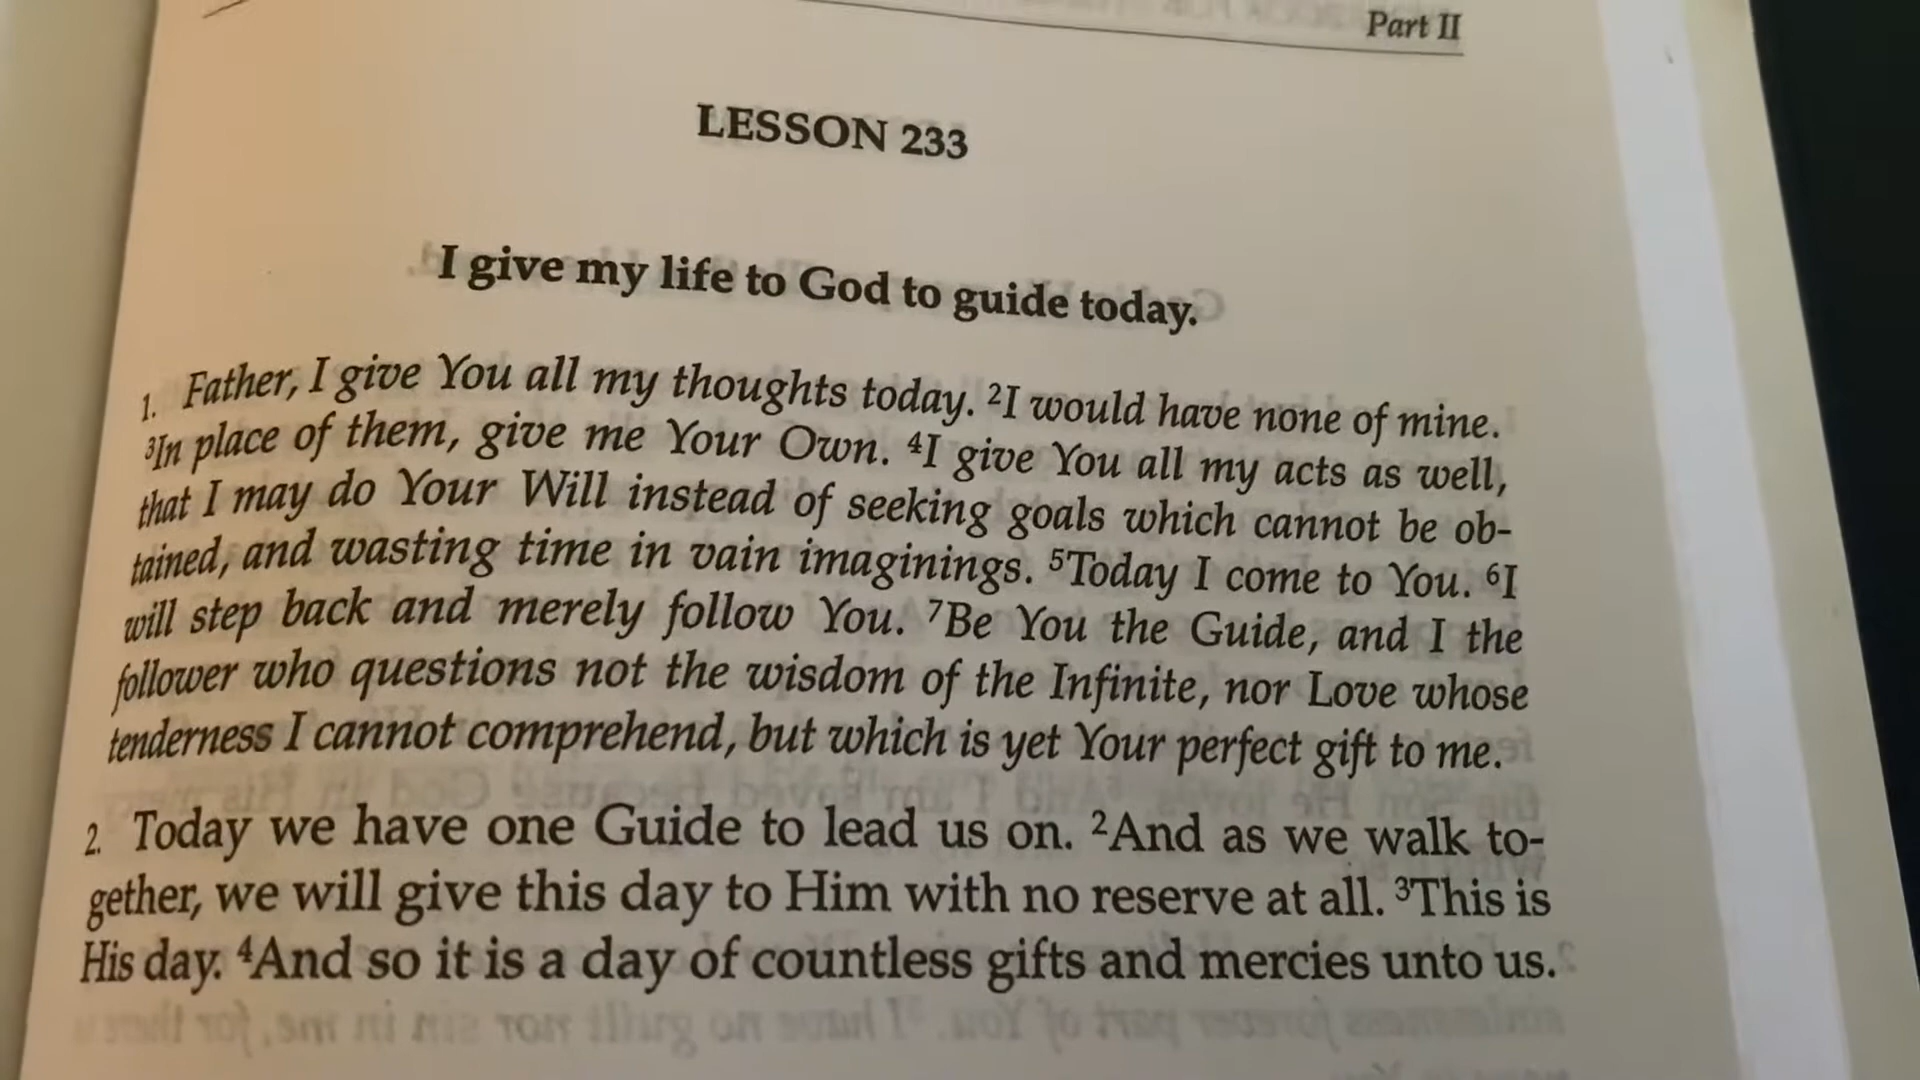 Part II
LESSON 233
I give my life to God to guide today.
1. Father, I give You all my thoughts today. ²I would have none of mine.
³In place of them, give me Your Own. ⁴I give You all my acts as well,
that I may do Your Will instead of seeking goals which cannot be ob-
tained, and wasting time in vain imaginings. ⁵Today I come to You. ⁶I
will step back and merely follow You. ⁷Be You the Guide, and I the
follower who questions not the wisdom of the Infinite, nor Love whose
tenderness I cannot comprehend, but which is yet Your perfect gift to me.
2. Today we have one Guide to lead us on. ²And as we walk to-
gether, we will give this day to Him with no reserve at all. ³This is
His day. ⁴And so it is a day of countless gifts and mercies unto us.